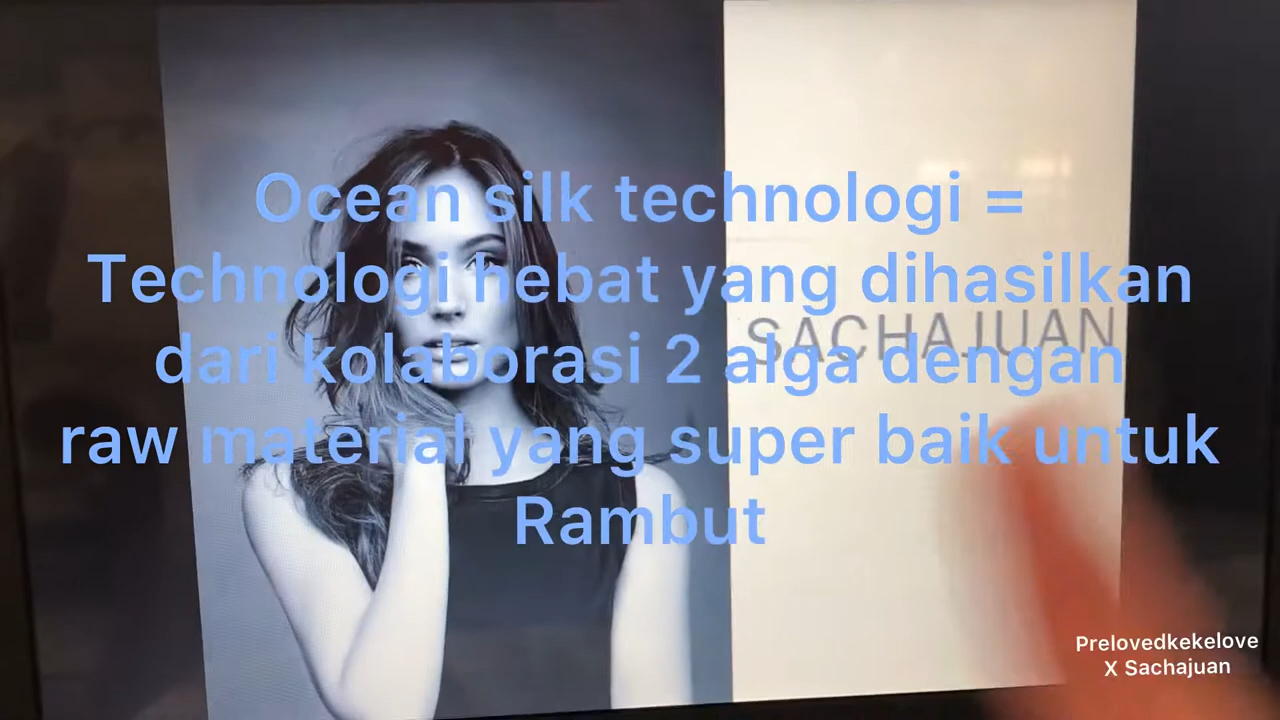 Ocean silk technologi =
Technologi hebat yang dihasilkan
SACHAJUAN
dari kolaborasi 2 alga dengan
raw material yang super baik untuk
Rambut
Prelovedkekelove
X Sachajuan